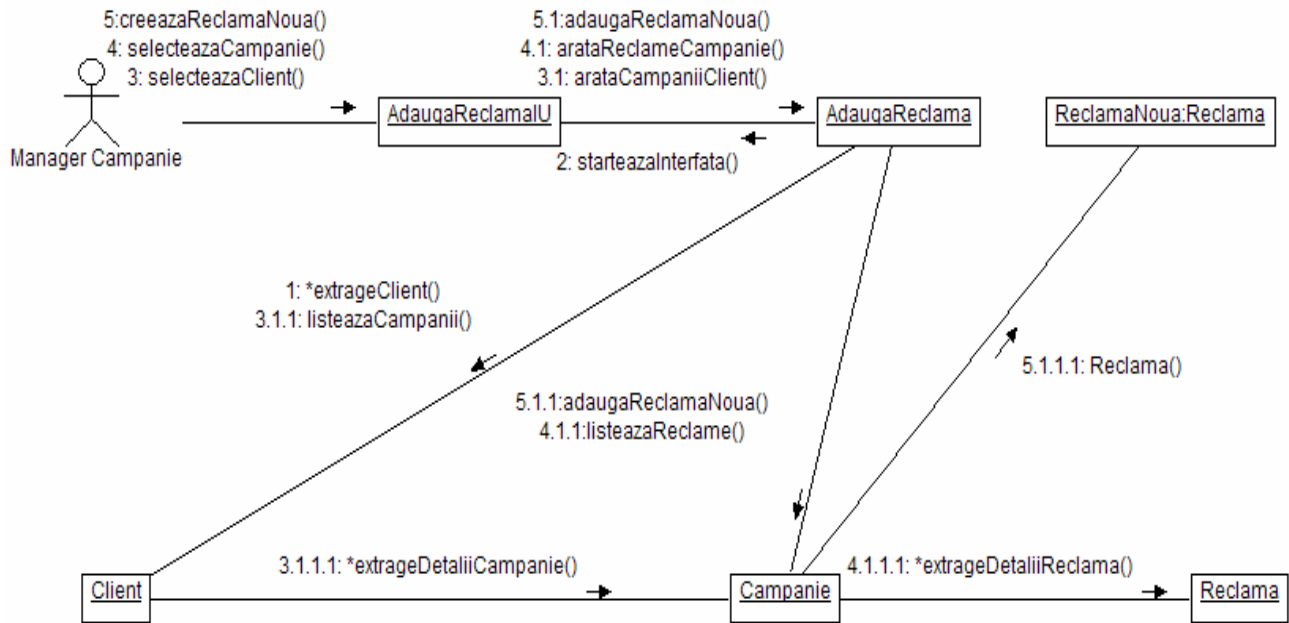 5:creeazaReclamaNoua()
4: selecteazaCampanie()
3: selecteazaClient()
5.1:adaugaReclamaNoua()
4.1: arataReclameCampanie()
3.1: arataCampaniiClient()
AdaugaReclamaIU
AdaugaReclama
ReclamaNoua:Reclama
Manager Campanie
2: starteazaInterfata()
1: *extrageClient()
3.1.1: listeazaCampanii()
5.1.1.1: Reclama()
5.1.1:adaugaReclamaNoua()
4.1.1:listeazaReclame()
3.1.1.1: *extrageDetaliiCampanie()
4.1.1.1: *extrageDetaliiReclama()
Client
Campanie
Reclama